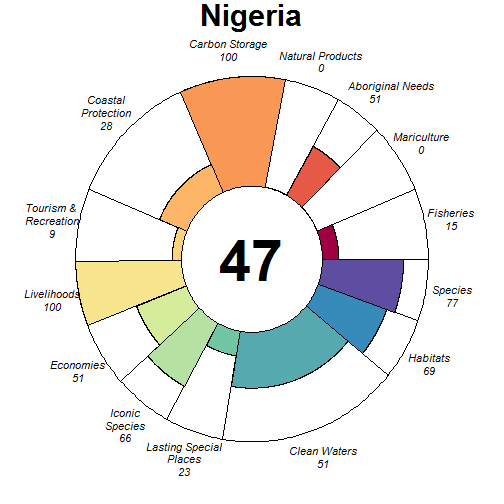 Nigeria
Carbon Storage
100
Natural Products
0
Aboriginal Needs
51
Mariculture
0
Fisheries
15
Species
77
Habitats
69
Clean Waters
51
Lasting Special
Places
23
Iconic
Species
66
Economies
51
Livelihoods
100
Tourism &
Recreation
9
Coastal
Protection
28
47